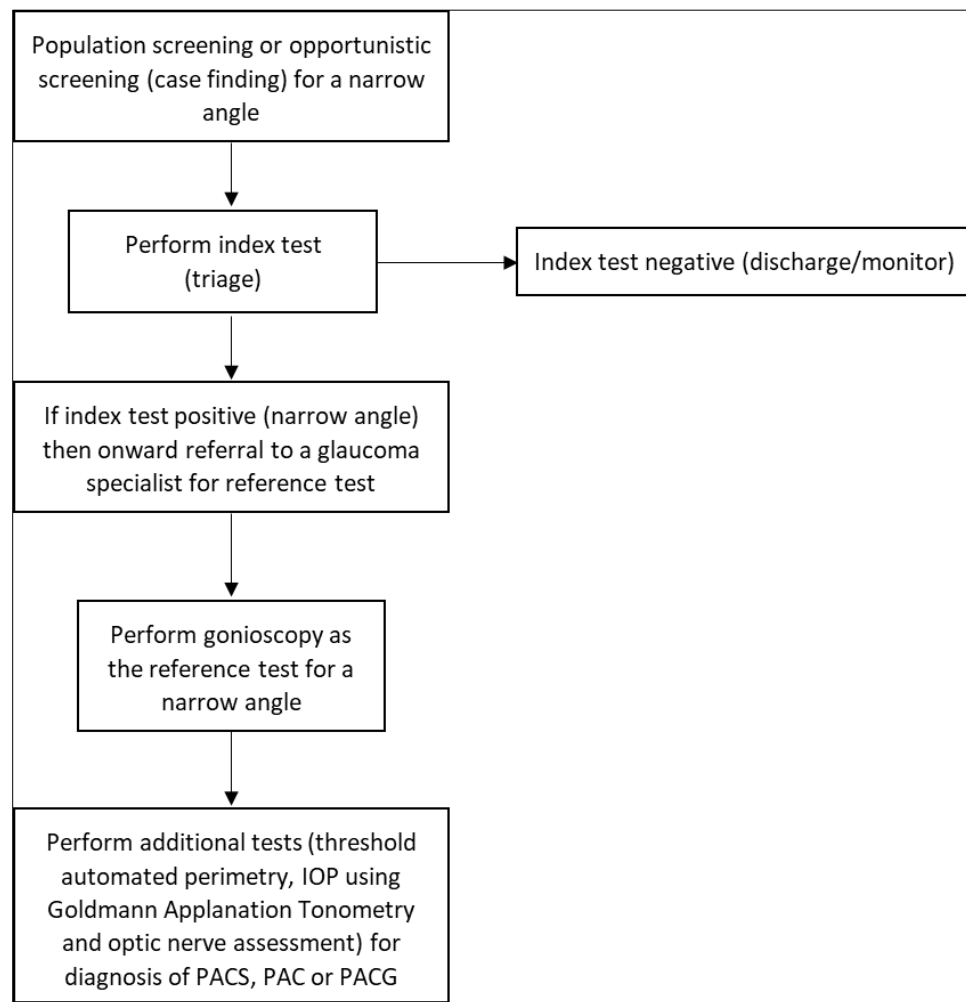 Population screening or opportunistic
screening (case finding) for a narrow
angle
Perform index test
(triage)
Index test negative (discharge/monitor)
If index test positive (narrow angle)
then onward referral to a glaucoma
specialist for reference test
Perform gonioscopy as
the reference test for a
narrow angle
Perform additional tests (threshold
automated perimetry, IOP using
Goldmann Applanation Tonometry
and optic nerve assessment) for
diagnosis of PACS, PAC or PACG